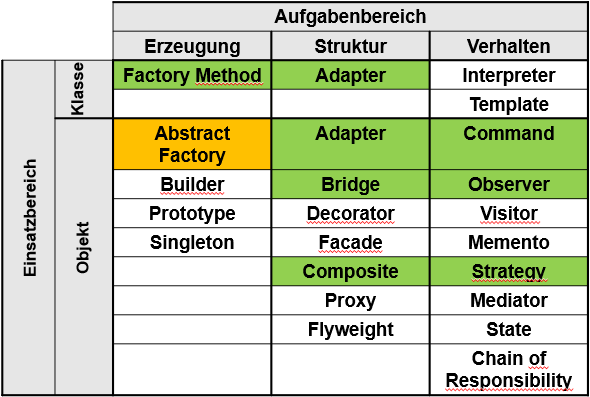 Aufgabenbereich
Erzeugung Struktur Verhalten
Einsatzbereich
Klasse
Factory Method Adapter Interpreter
Template
Objekt
Abstract
Factory Adapter Command
Builder Bridge Observer
Prototype Decorator Visitor
Singleton Facade Memento
Composite Strategy
Proxy Mediator
Flyweight State
Chain of
Responsibility